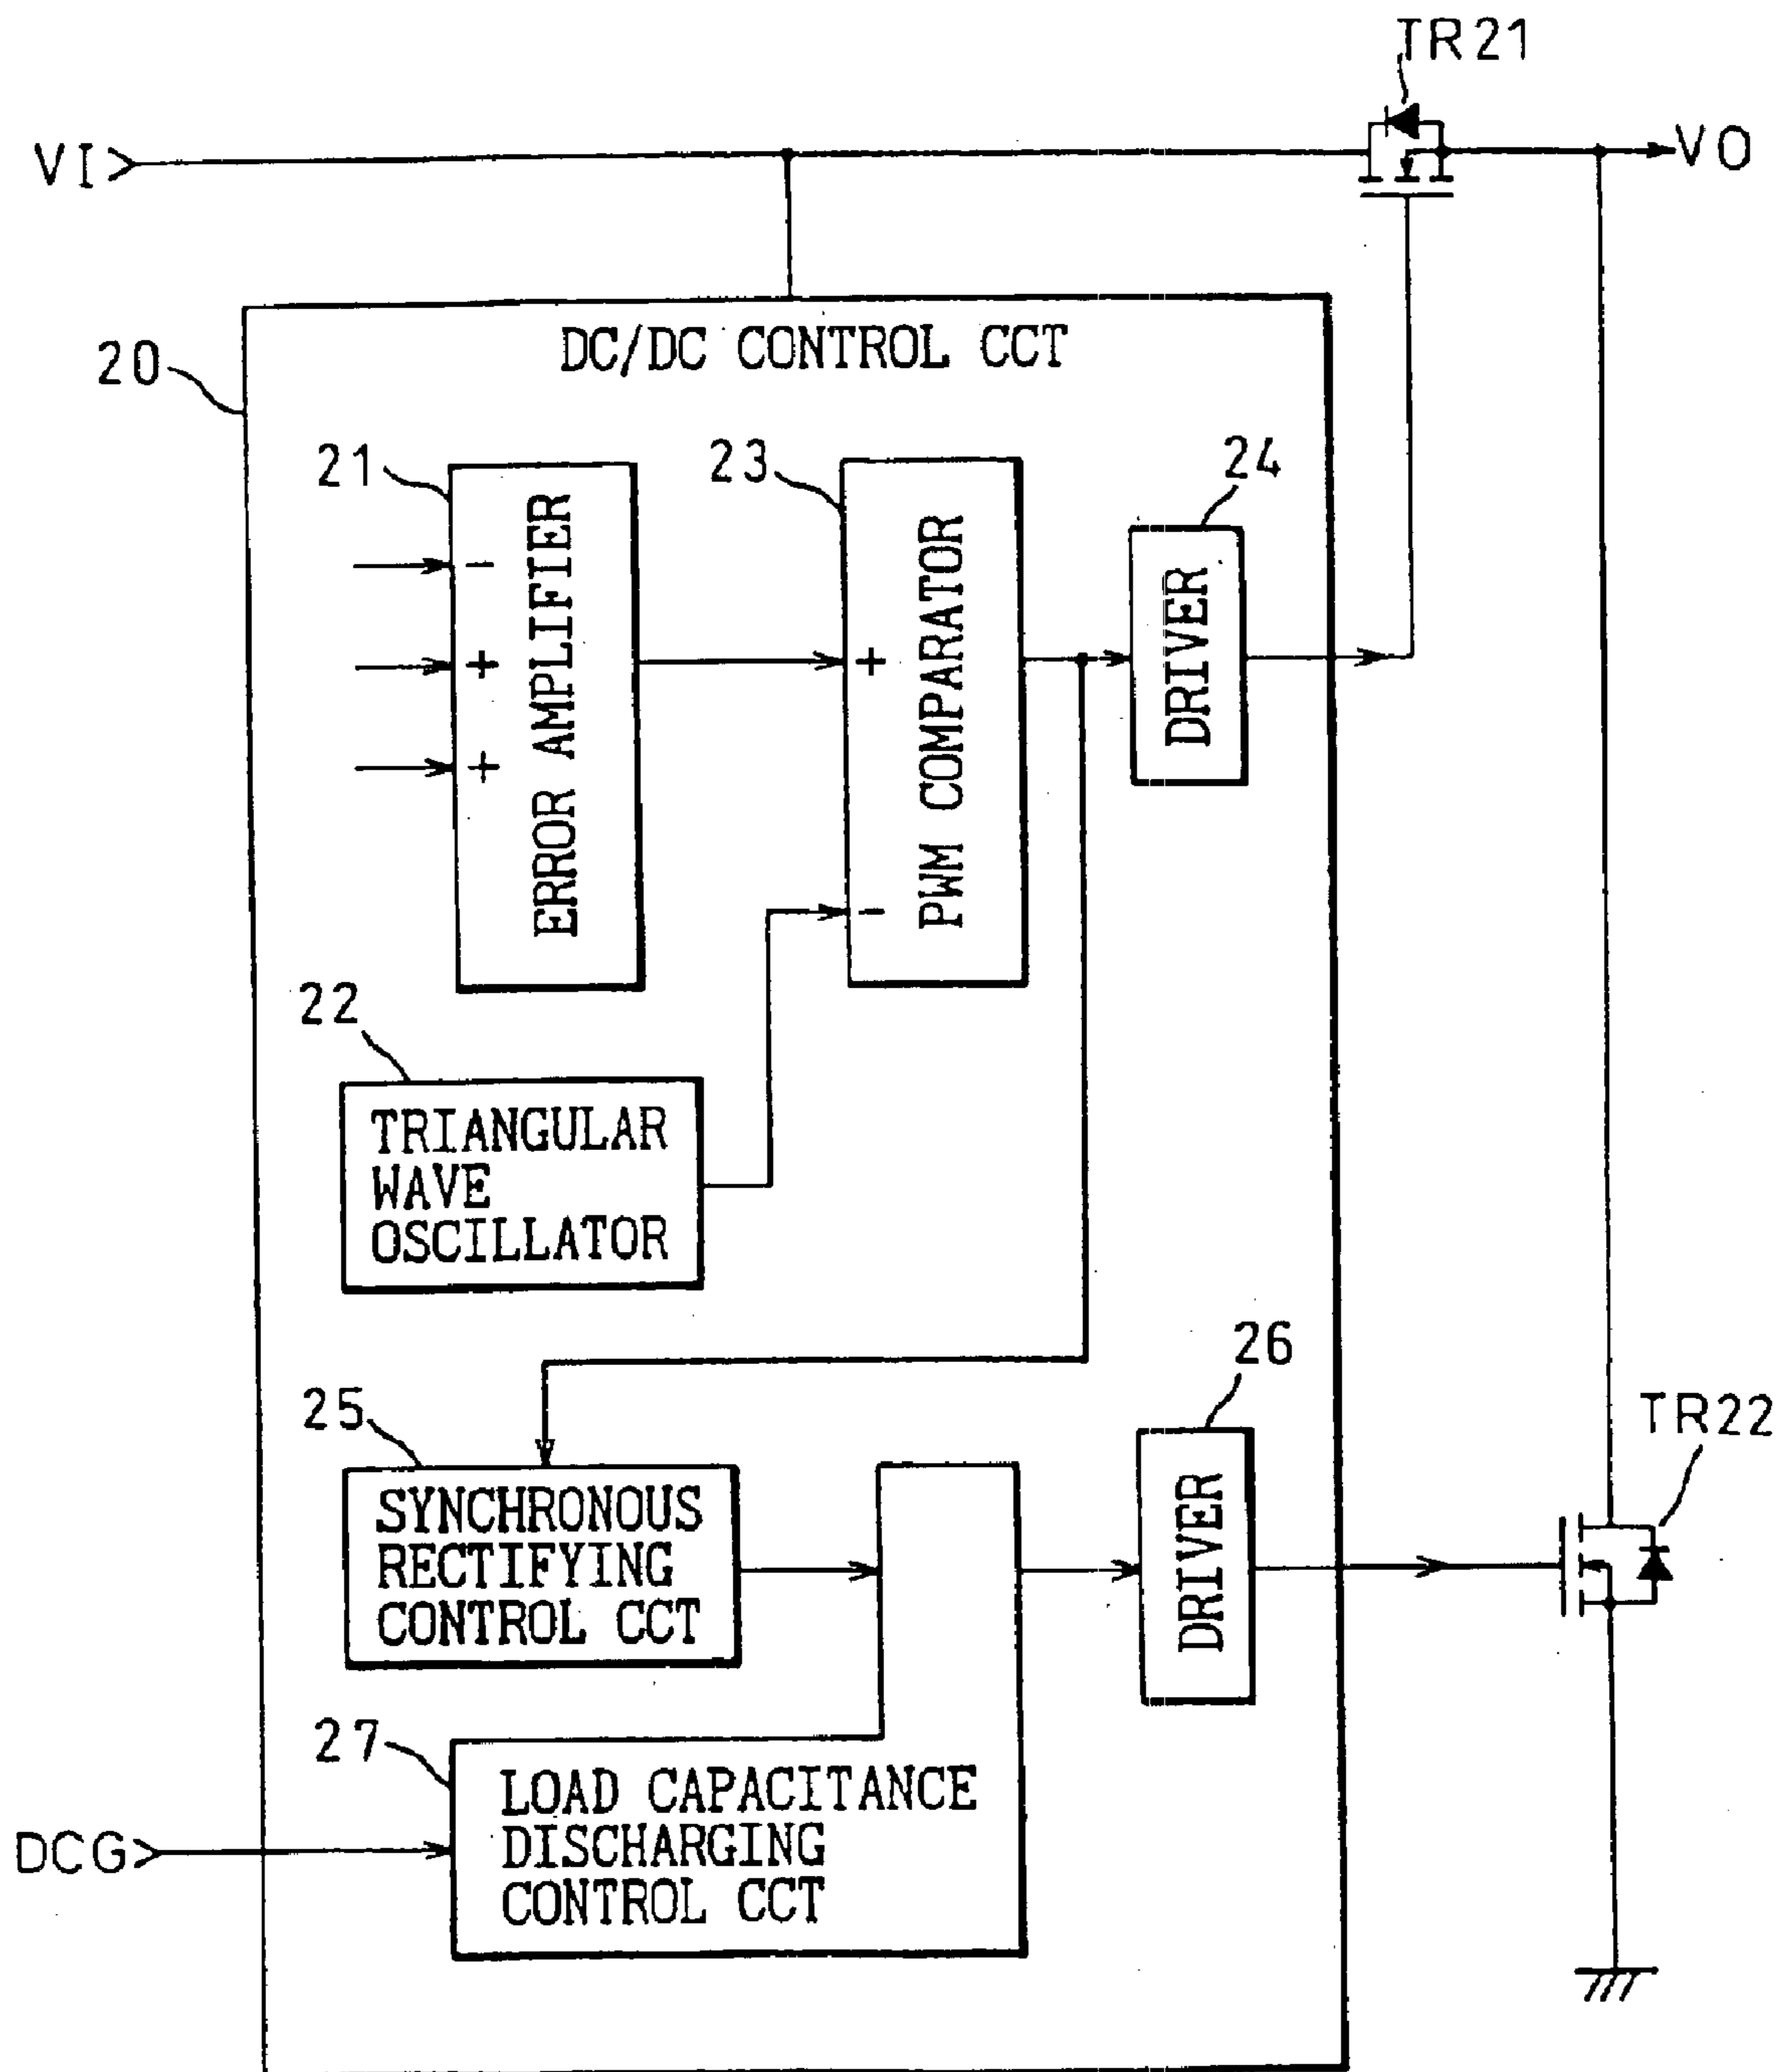 TR21
VI
VO
DC/DC CONTROL CCT
20
21
23
24
-
+
+
ERROR AMPLIFIER
+
-
PWM COMPARATOR
DRIVER
22
TRIANGULAR
WAVE
OSCILLATOR
25
26
TR22
SYNCHRONOUS
RECTIFYING
CONTROL CCT
DRIVER
27
LOAD CAPACITANCE
DISCHARGING
CONTROL CCT
DCG